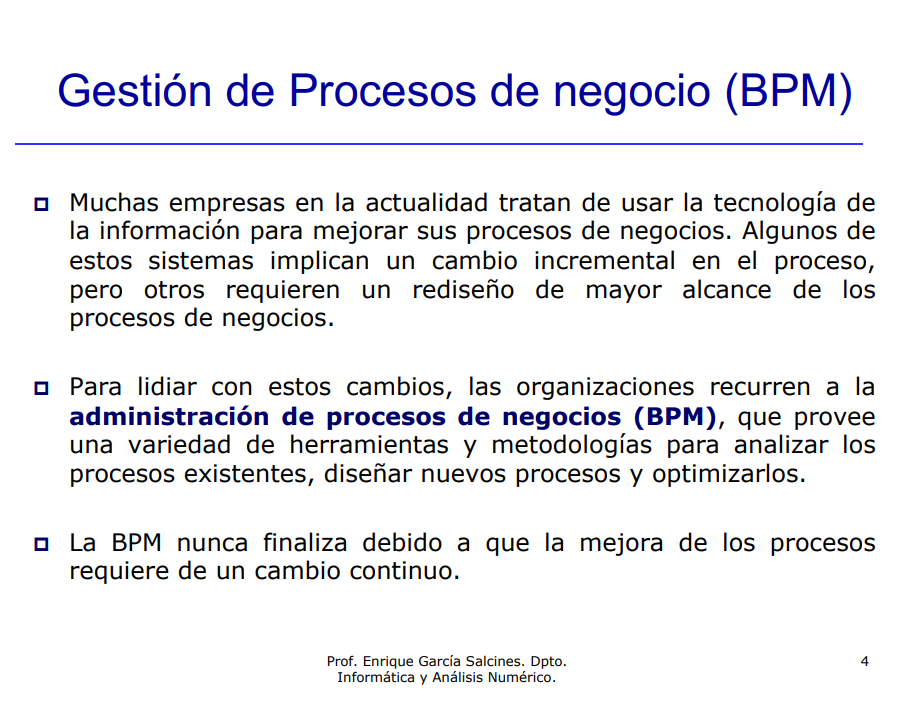 Gestión de Procesos de negocio (BPM)
Muchas empresas en la actualidad tratan de usar la tecnología de
la información para mejorar sus procesos de negocios. Algunos de
estos sistemas implican un cambio incremental en el proceso,
pero otros requieren un rediseño de mayor alcance de los
procesos de negocios.
Para lidiar con estos cambios, las organizaciones recurren a la
administración de procesos de negocios (BPM), que provee
una variedad de herramientas y metodologías para analizar los
procesos existentes, diseñar nuevos procesos y optimizarlos.
La BPM nunca finaliza debido a que la mejora de los procesos
requiere de un cambio continuo.
Prof. Enrique García Salcines. Dpto.
Informática y Análisis Numérico.
4